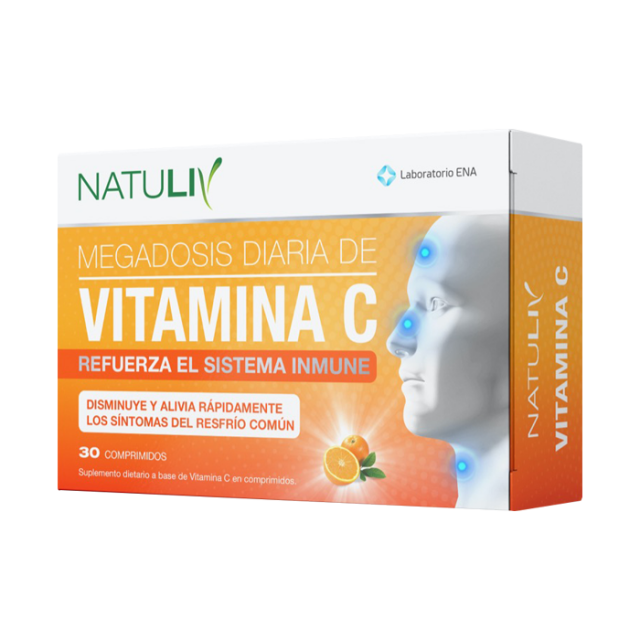 NATULIV
Laboratorio ENA
MEGADOSIS DIARIA DE
VITAMINA C
REFUERZA EL SISTEMA INMUNE
DISMINUYE Y ALIVIA RÁPIDAMENTE
LOS SÍNTOMAS DEL RESFRÍO COMÚN
30 COMPRIMIDOS
Suplemento dietario a base de Vitamina C en comprimidos.
NATULIV
VITAMINA C